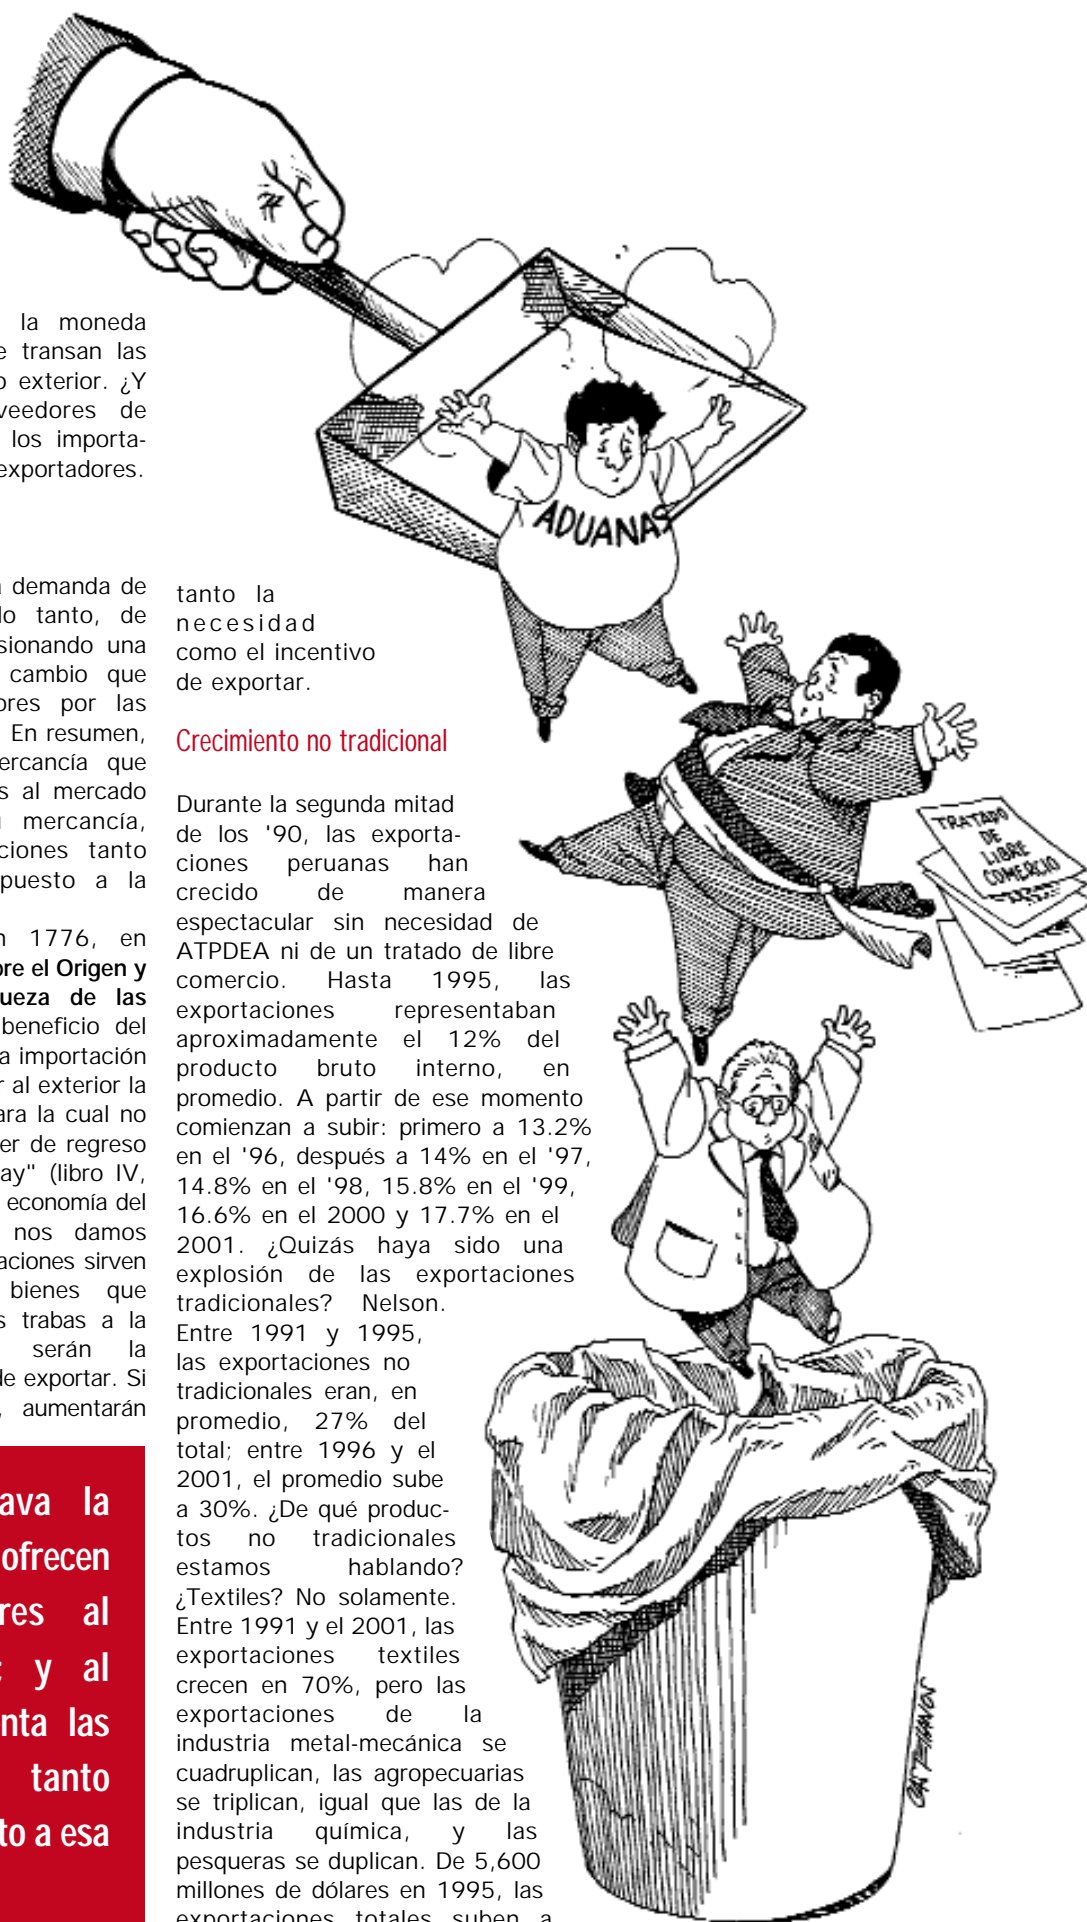 la moneda
e transan las
o exterior. ¿Y
veedores de
los importa-
exportadores.
a demanda de
lo tanto, de
sionando una
cambio que
ores por las
En resumen,
ercancía que
s al mercado
mercancía,
ciones tanto
puesto a la
n 1776, en
bre el Origen y
ueza de las
beneficio del
a importación
r al exterior la
ara la cual no
er de regreso
ay" (libro IV,
economía del
nos damos
aciones sirven
bienes que
s trabas a la
serán la
de exportar. Si
, aumentarán
ava la
ofrecen
res al
; y al
nta las
tanto
to a esa
tanto la
necesidad
como el incentivo
de exportar.
Crecimiento no tradicional
Durante la segunda mitad
de los '90, las exporta-
ciones peruanas han
crecido de manera
espectacular sin necesidad de
ATPDEA ni de un tratado de libre
comercio. Hasta 1995, las
exportaciones representaban
aproximadamente el 12% del
producto bruto interno, en
promedio. A partir de ese momento
comienzan a subir: primero a 13.2%
en el '96, después a 14% en el '97,
14.8% en el '98, 15.8% en el '99,
16.6% en el 2000 y 17.7% en el
2001. ¿Quizás haya sido una
explosión de las exportaciones
tradicionales? Nelson.
Entre 1991 y 1995,
las exportaciones no
tradicionales eran, en
promedio, 27% del
total; entre 1996 y el
2001, el promedio sube
a 30%. ¿De qué produc-
tos no tradicionales
estamos hablando?
¿Textiles? No solamente.
Entre 1991 y el 2001, las
exportaciones textiles
crecen en 70%, pero las
exportaciones de la
industria metal-mecánica se
cuadruplican, las agropecuarias
se triplican, igual que las de la
industria química, y las
pesqueras se duplican. De 5,600
millones de dólares en 1995, las
exportaciones totales suben a
ADUANAS
TRATADO
DE
LIBRE
COMERCIO